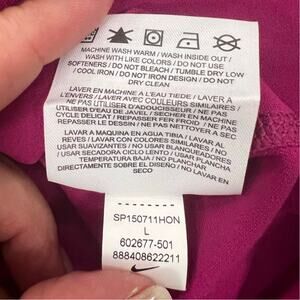 MACHINE WASH WARM / WASH INSIDE OUT /
WASH WITH LIKE COLORS / DO NOT USE
SOFTENERS / DO NOT BLEACH / TUMBLE DRY LOW
/ COOL IRON / DO NOT IRON DESIGN / DO NOT
DRY CLEAN
LAVER EN MACHINE À L'EAU TIÈDE / LAVER À
L'ENVERS / LAVER AVEC COULEURS SIMILAIRES /
NE PAS UTILISER D'ADOUCISSEUR / NE PAS
UTILISER D'EAU DE JAVEL / SÉCHER EN MACHINE
CYCLE DÉLICAT / REPASSER FER FROID / NE PAS
REPASSER LE DESSIN / NE PAS NETTOYER À SEC
LAVAR A MAQUINA EN AGUA TIBIA / LAVAR AL
REVES / LAVAR CON COLORES SIMILARES / NO
USAR SUAVIZANTES / NO USAR BLANQUEADORES
/ USAR SECADORA CICLO LENTO / USAR PLANCHA
TEMPERATURA BAJA / NO PLANCHAR
DIRECTAMENTE SOBRE EL DISEÑO / NO LAVAR EN
SECO
SP150711HON
L
602677-501
888408622211